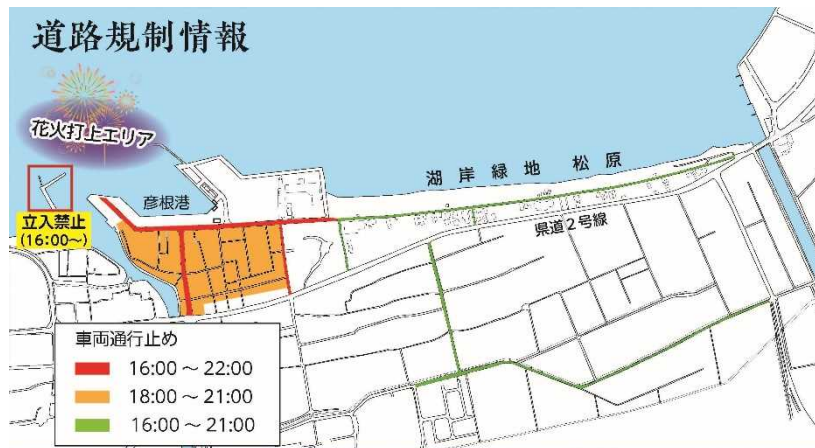 道路規制情報
花火打上エリア
立入禁止
(16:00～)
彦根港
湖岸緑地 松原
県道2号線
車両通行止め
16:00～22:00
18:00～21:00
16:00～21:00